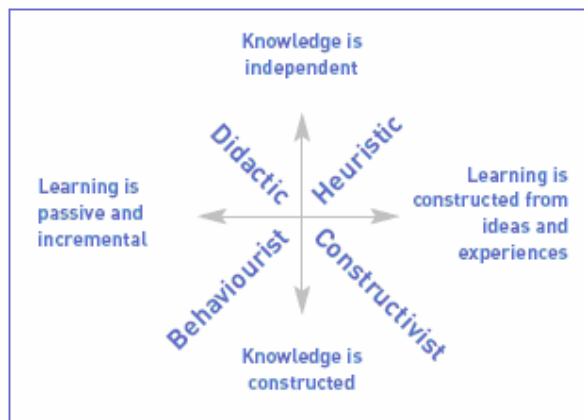 Knowledge is
independent
Didactic
Heuristic
Learning is
passive and
incremental
Learning is
constructed from
ideas and
experiences
Behaviourist
Constructivist
Knowledge is
constructed